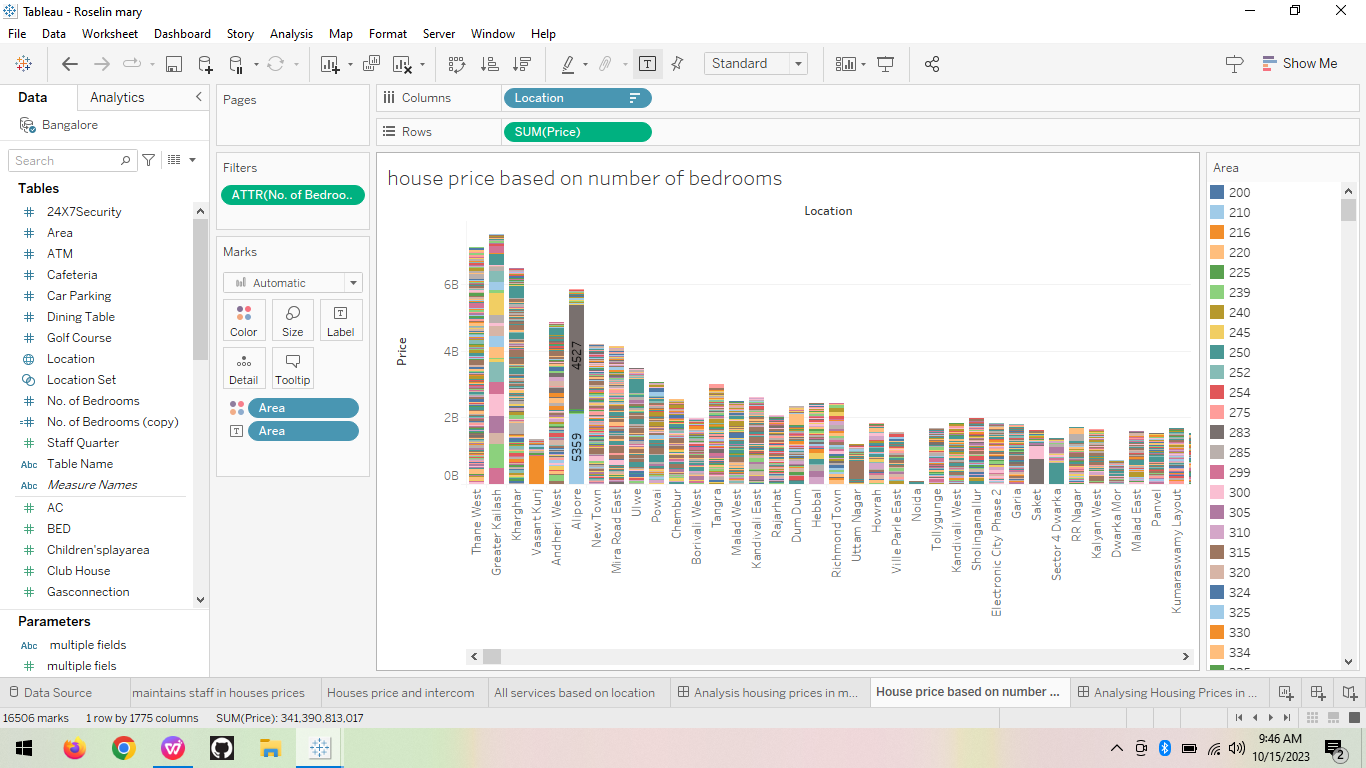 Tableau - Roselin mary
File Data Worksheet Dashboard Story Analysis Map Format Server Window Help
Standard
Show Me
Data
Analytics
Bangalore
Search
Tables
24X7Security
Area
ATM
Cafeteria
Car Parking
Dining Table
Golf Course
Location
Location Set
No. of Bedrooms
No. of Bedrooms (copy)
Staff Quarter
Abc Table Name
Abc Measure Names
AC
BED
Children'splayarea
Club House
Gasconnection
Parameters
Abc multiple fields
multiple fiels
Pages
Filters
ATTR(No. of Bedroo..
Marks
Automatic
Color
Size
Label
Detail
Tooltip
Area
Area
Columns
Location
Rows
SUM(Price)
house price based on number of bedrooms
Location
Price
6B
4B
2B
0B
4527
5359
Thane West
Greater Kailash
Kharghar
Vasant Kunj
Andheri West
Alipore
New Town
Mira Road East
Ulwe
Powai
Chembur
Borivali West
Tangra
Malad West
Kandivali East
Rajarhat
Dum Dum
Hebbal
Richmond Town
Uttam Nagar
Howrah
Ville Parle East
Noida
Tollygunge
Kandivali West
Sholinganallur
Electronic City Phase 2
Garia
Saket
Sector 4 Dwarka
RR Nagar
Kalyan West
Dwarka Mor
Malad East
Panvel
Kumaraswamy Layout
Area
200
210
216
220
225
239
240
245
250
252
254
275
283
285
299
300
305
310
315
320
324
325
330
334
Data Source
maintains staff in houses prices
Houses price and intercom
All services based on location
Analysis housing prices in m...
House price based on number ...
Analysing Housing Prices in ...
16506 marks
1 row by 1775 columns
SUM(Price): 341,390,813,017
9:46 AM
10/15/2023
2